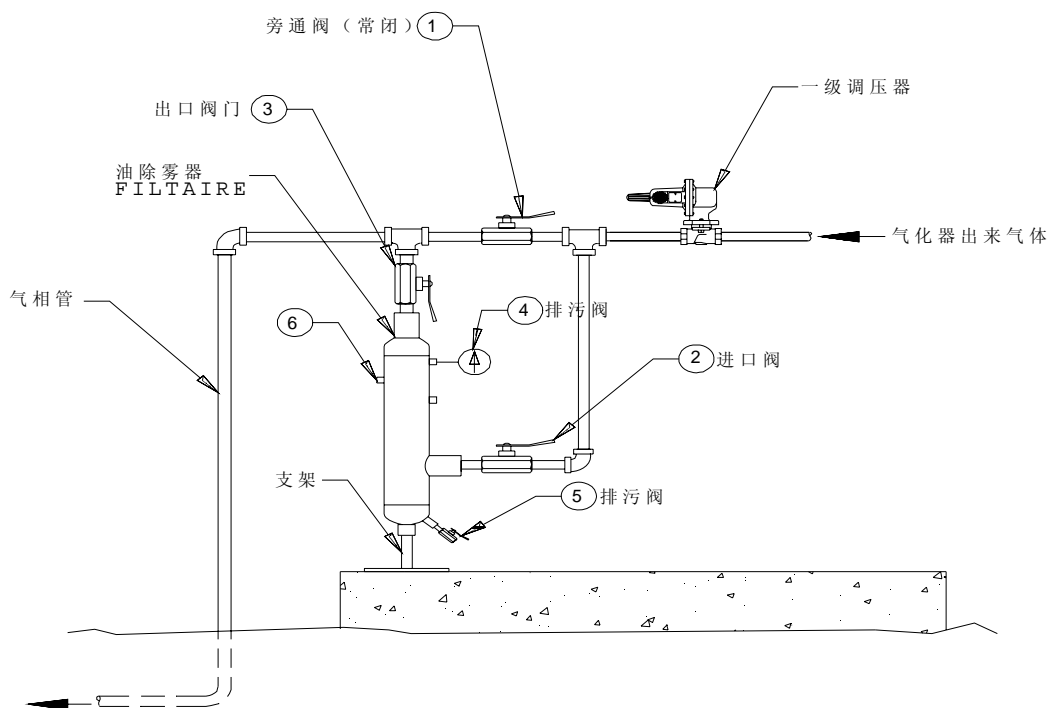 旁通阀（常闭） 1
一级调压器
出口阀门 3
油除雾器
FILTAIRE
气化器出来气体
气相管
6
4 排污阀
2 进口阀
支架
5 排污阀